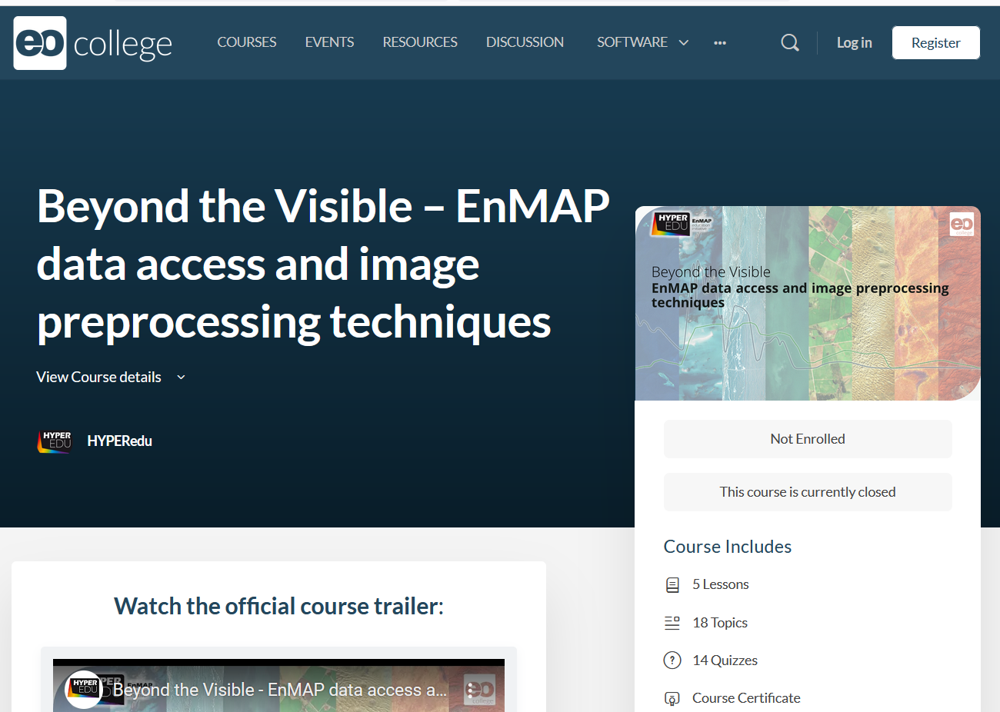 eo college
COURSES
EVENTS
RESOURCES
DISCUSSION
SOFTWARE
Log in
Register
Beyond the Visible – EnMAP
data access and image
preprocessing techniques
View Course details
HYPER
EDU
HYPERedu
HYPER
EDU
EnMAP
eo
college
Beyond the Visible
EnMAP data access and image preprocessing
techniques
Not Enrolled
This course is currently closed
Course Includes
5 Lessons
18 Topics
14 Quizzes
Course Certificate
Watch the official course trailer:
HYPER
EDU
Beyond the Visible - EnMAP data access a...
eo
college